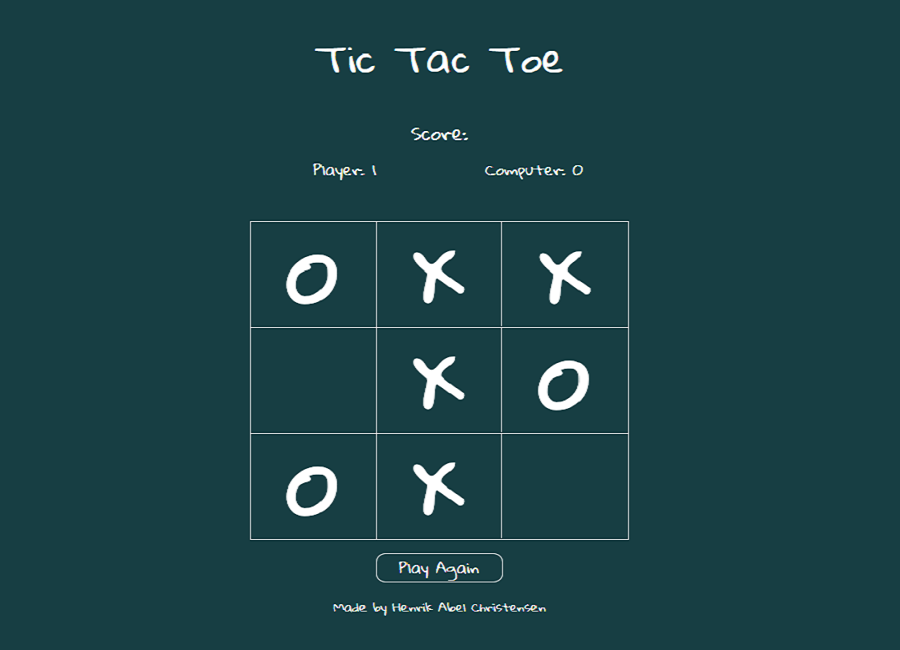 Tic Tac Toe
Score:
Player: 1 Computer: 0
O X X
X O
O X
Play Again
Made by Henrik Abel Christensen